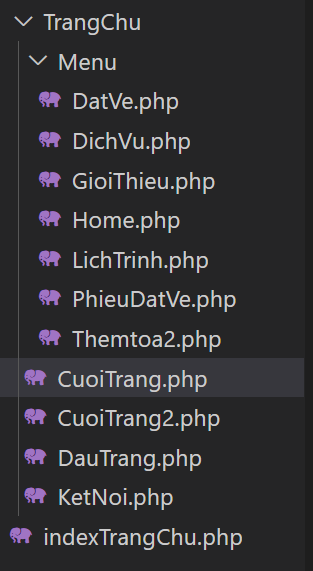 TrangChu
Menu
DatVe.php
DichVu.php
GioiThieu.php
Home.php
LichTrinh.php
PhieuDatVe.php
Themtoa2.php
CuoiTrang.php
CuoiTrang2.php
DauTrang.php
KetNoi.php
indexTrangChu.php